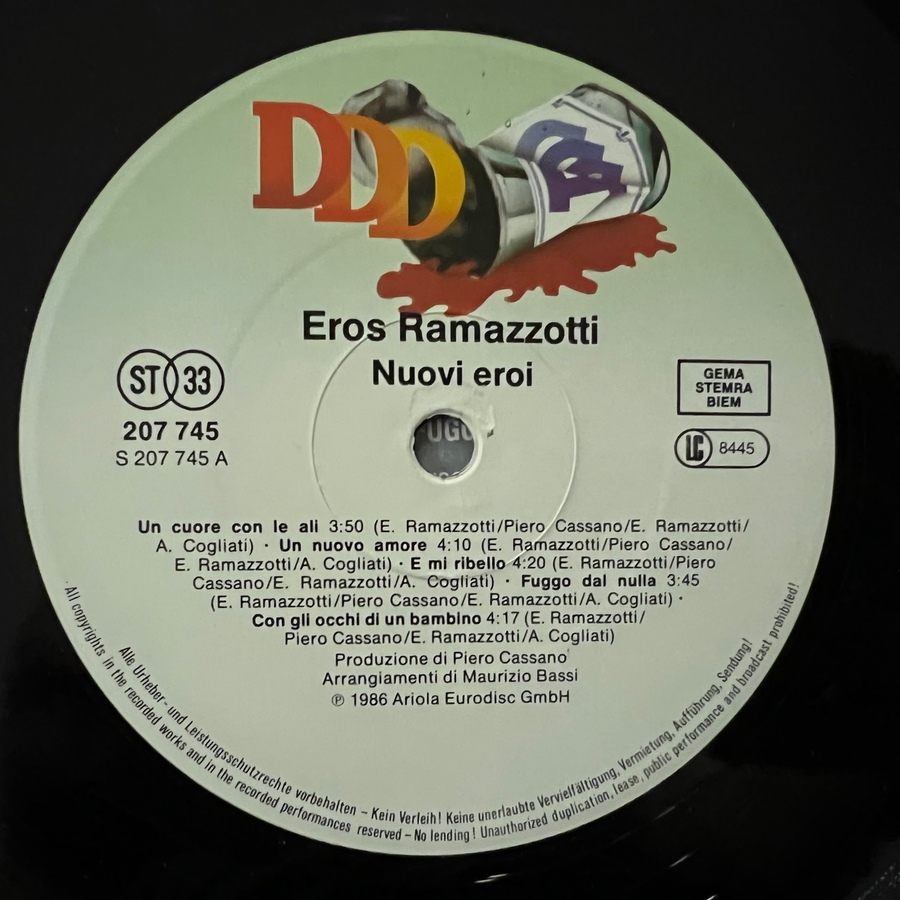 DDD
Eros Ramazzotti
Nuovi eroi
ST 33
207 745
S 207 745 A
GEMA
STEMRA
BIEM
LC 8445
Un cuore con le ali 3:50 (E. Ramazzotti/Piero Cassano/E. Ramazzotti/
A. Cogliati) · Un nuovo amore 4:10 (E. Ramazzotti/Piero Cassano/
E. Ramazzotti/A. Cogliati) · E mi ribello 4:20 (E. Ramazzotti/Piero
Cassano/E. Ramazzotti/A. Cogliati) · Fuggo dal nulla 3:45
(E. Ramazzotti/Piero Cassano/E. Ramazzotti/A. Cogliati) ·
Con gli occhi di un bambino 4:17 (E. Ramazzotti/
Piero Cassano/E. Ramazzotti/A. Cogliati)
Produzione di Piero Cassano
Arrangiamenti di Maurizio Bassi
℗ 1986 Ariola Eurodisc GmbH
Alle Urheber- und Leistungsschutzrechte vorbehalten – Kein Verleih! Keine unerlaubte Vervielfältigung, Vermietung, Aufführung, Sendung!
· All copyrights in the recorded works and in the recorded performances reserved – No lending! Unauthorized duplication, lease, public performance and broadcast prohibited!